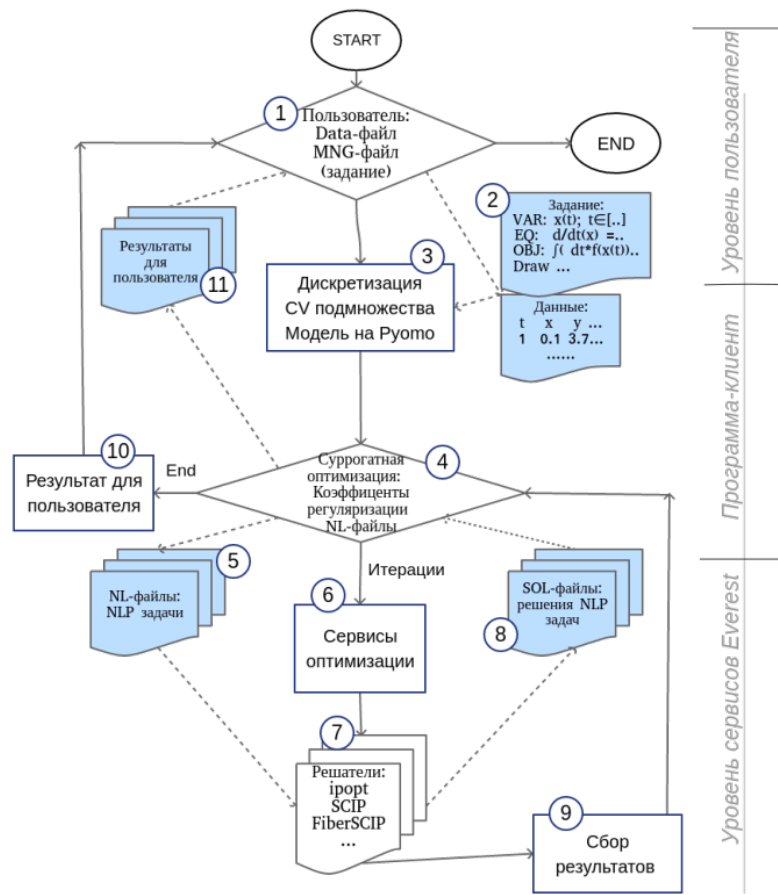 START
1
Пользователь:
Data-файл
MNG-файл
(задание)
END
2
Задание:
VAR: x(t); t∈[..]
EQ: d/dt(x) =..
OBJ: ∫( dt*f(x(t))..
Draw ...
Данные:
t x y ...
1 0.1 3.7...
......
Результаты
для
пользователя
11
3
Дискретизация
CV подмножества
Модель на Pyomo
10
Результат для
пользователя
End
4
Суррогатная
оптимизация:
Коэффиценты
регуляризации
NL-файлы
5
NL-файлы:
NLP задачи
Итерации
6
Сервисы
оптимизации
SOL-файлы:
решения NLP
задач
8
7
Решатели:
ipopt
SCIP
FiberSCIP
...
9
Сбор
результатов
Уровень пользователя
Программа-клиент
Уровень сервисов Everest